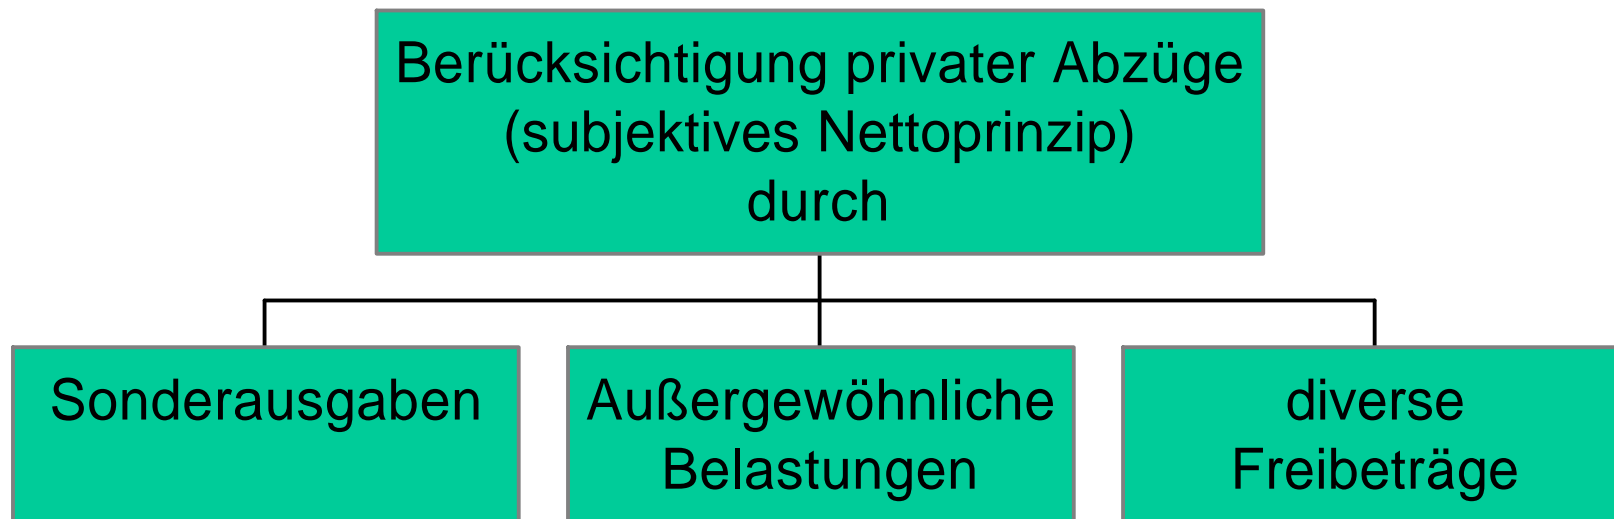 Berücksichtigung privater Abzüge
(subjektives Nettoprinzip)
durch
Sonderausgaben
Außergewöhnliche
Belastungen
diverse
Freibeträge